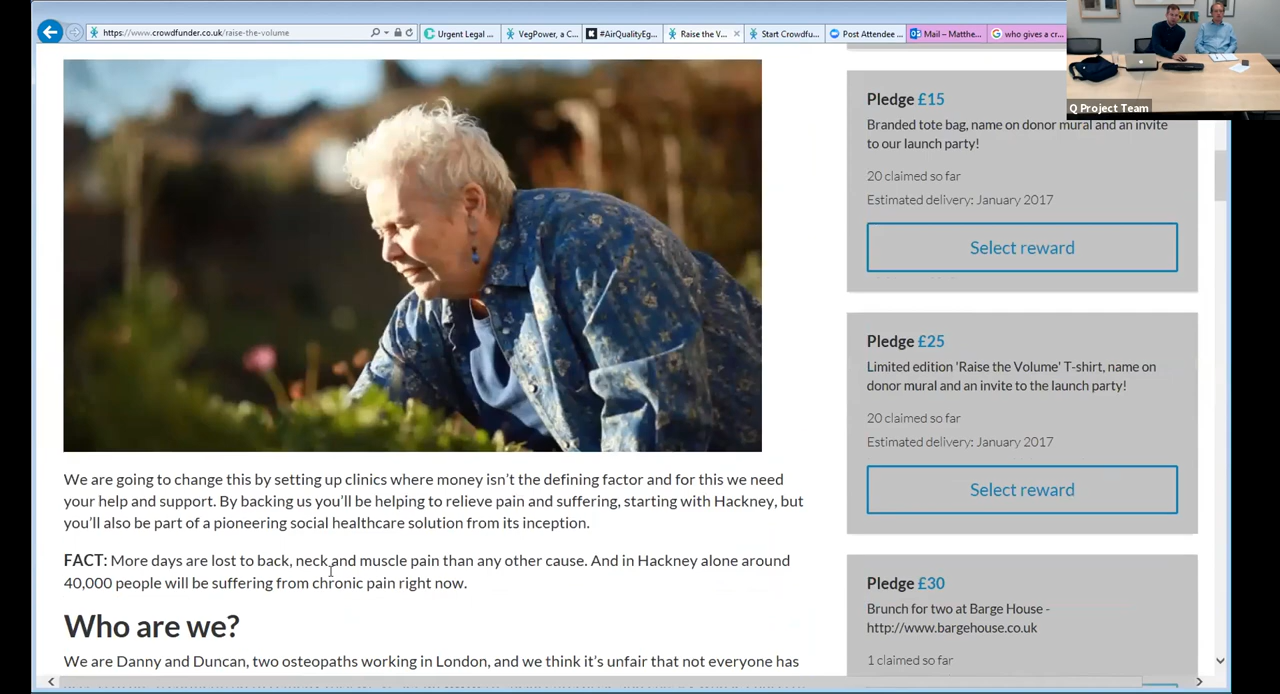 https://www.crowdfunder.co.uk/raise-the-volume
Urgent Legal ...
VegPower, a C...
#AirQualityEg...
Raise the V...
Start Crowdfu...
Post Attendee ...
Mail – Matthe...
who gives a cr...
Q Project Team
We are going to change this by setting up clinics where money isn't the defining factor and for this we need
your help and support. By backing us you'll be helping to relieve pain and suffering, starting with Hackney, but
you'll also be part of a pioneering social healthcare solution from its inception.
FACT: More days are lost to back, neck and muscle pain than any other cause. And in Hackney alone around
40,000 people will be suffering from chronic pain right now.
Who are we?
We are Danny and Duncan, two osteopaths working in London, and we think it's unfair that not everyone has
Pledge £15
Branded tote bag, name on donor mural and an invite
to our launch party!
20 claimed so far
Estimated delivery: January 2017
Select reward
Pledge £25
Limited edition 'Raise the Volume' T-shirt, name on
donor mural and an invite to the launch party!
20 claimed so far
Estimated delivery: January 2017
Select reward
Pledge £30
Brunch for two at Barge House -
http://www.bargehouse.co.uk
1 claimed so far